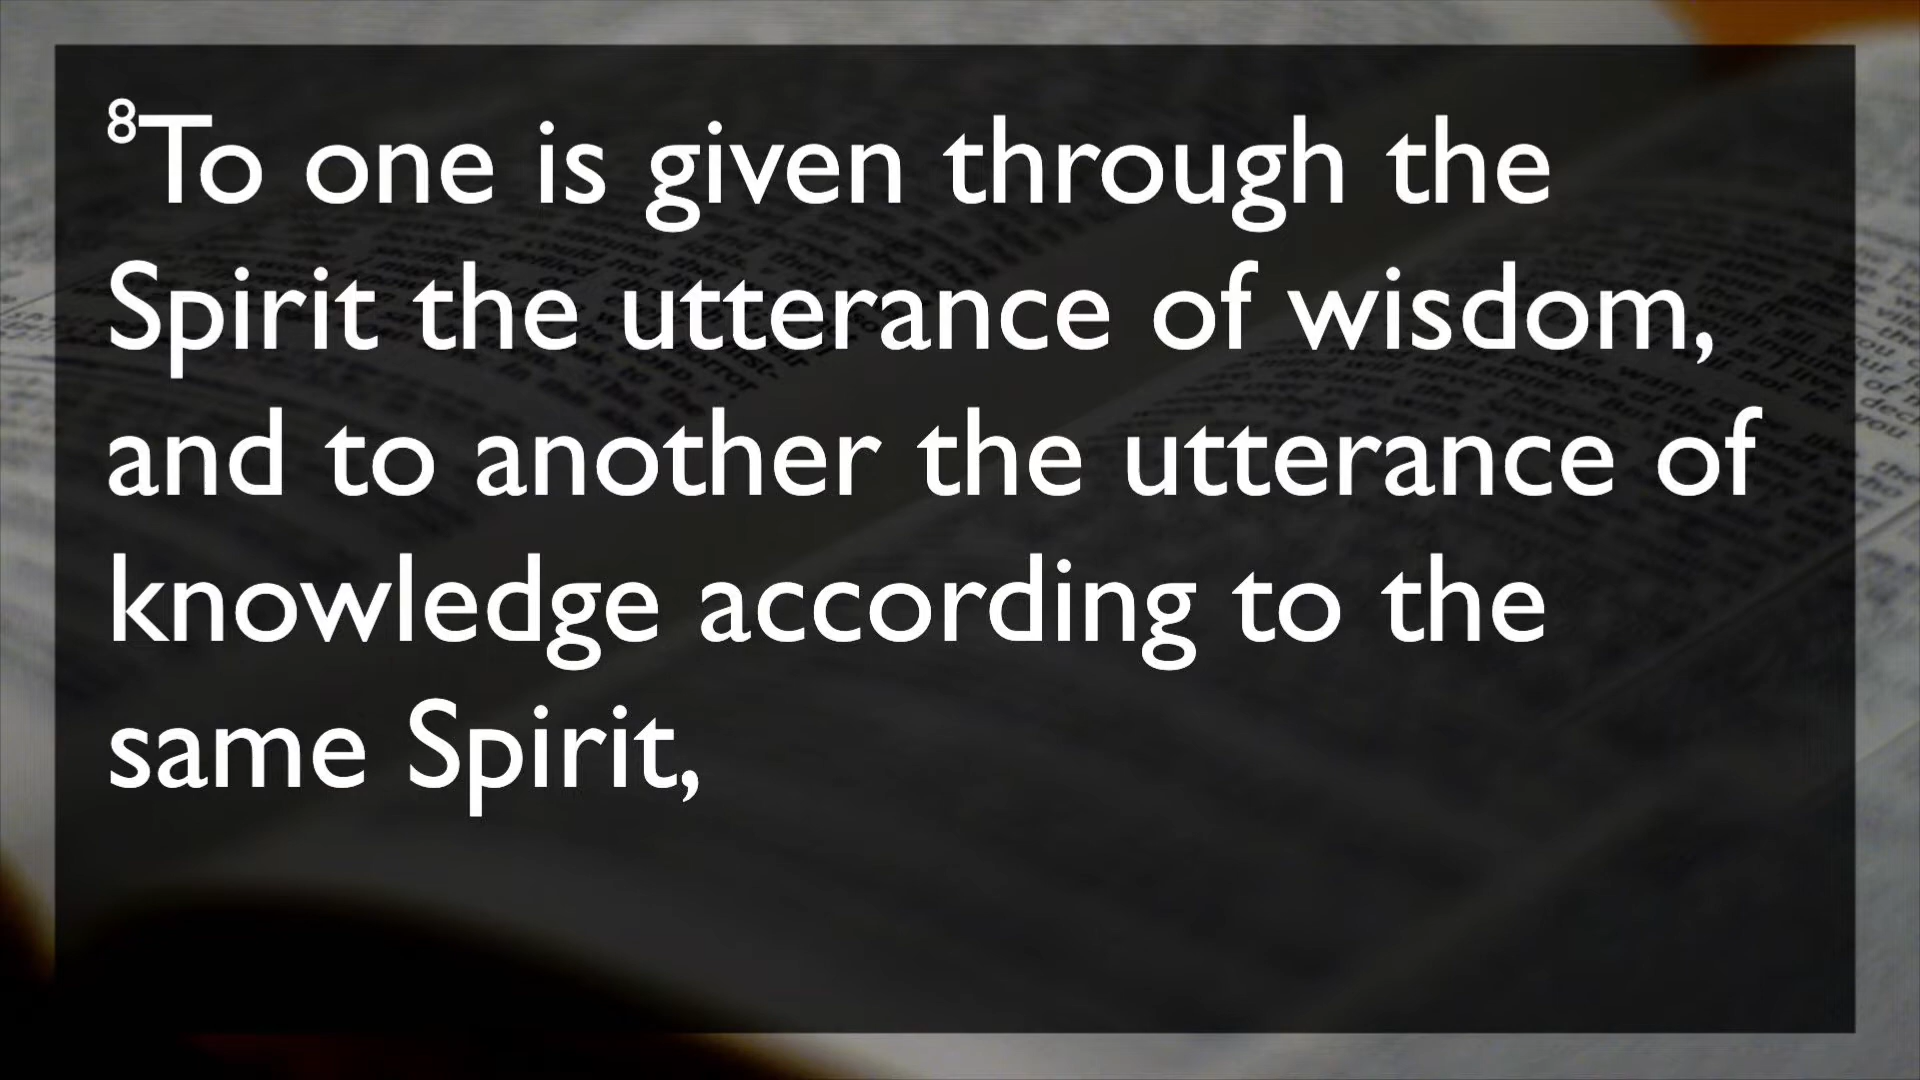 8To one is given through the
Spirit the utterance of wisdom,
and to another the utterance of
knowledge according to the
same Spirit,